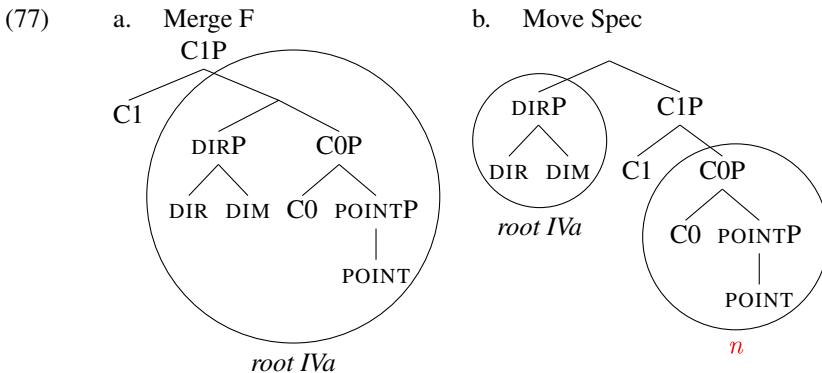 (77) a. Merge F b. Move Spec
C1P
C1
DIRP C0P
DIR DIM C0 POINTP
POINT
root IVa
DIRP C1P
DIR DIM C1 C0P
root IVa
C0 POINTP
POINT
n